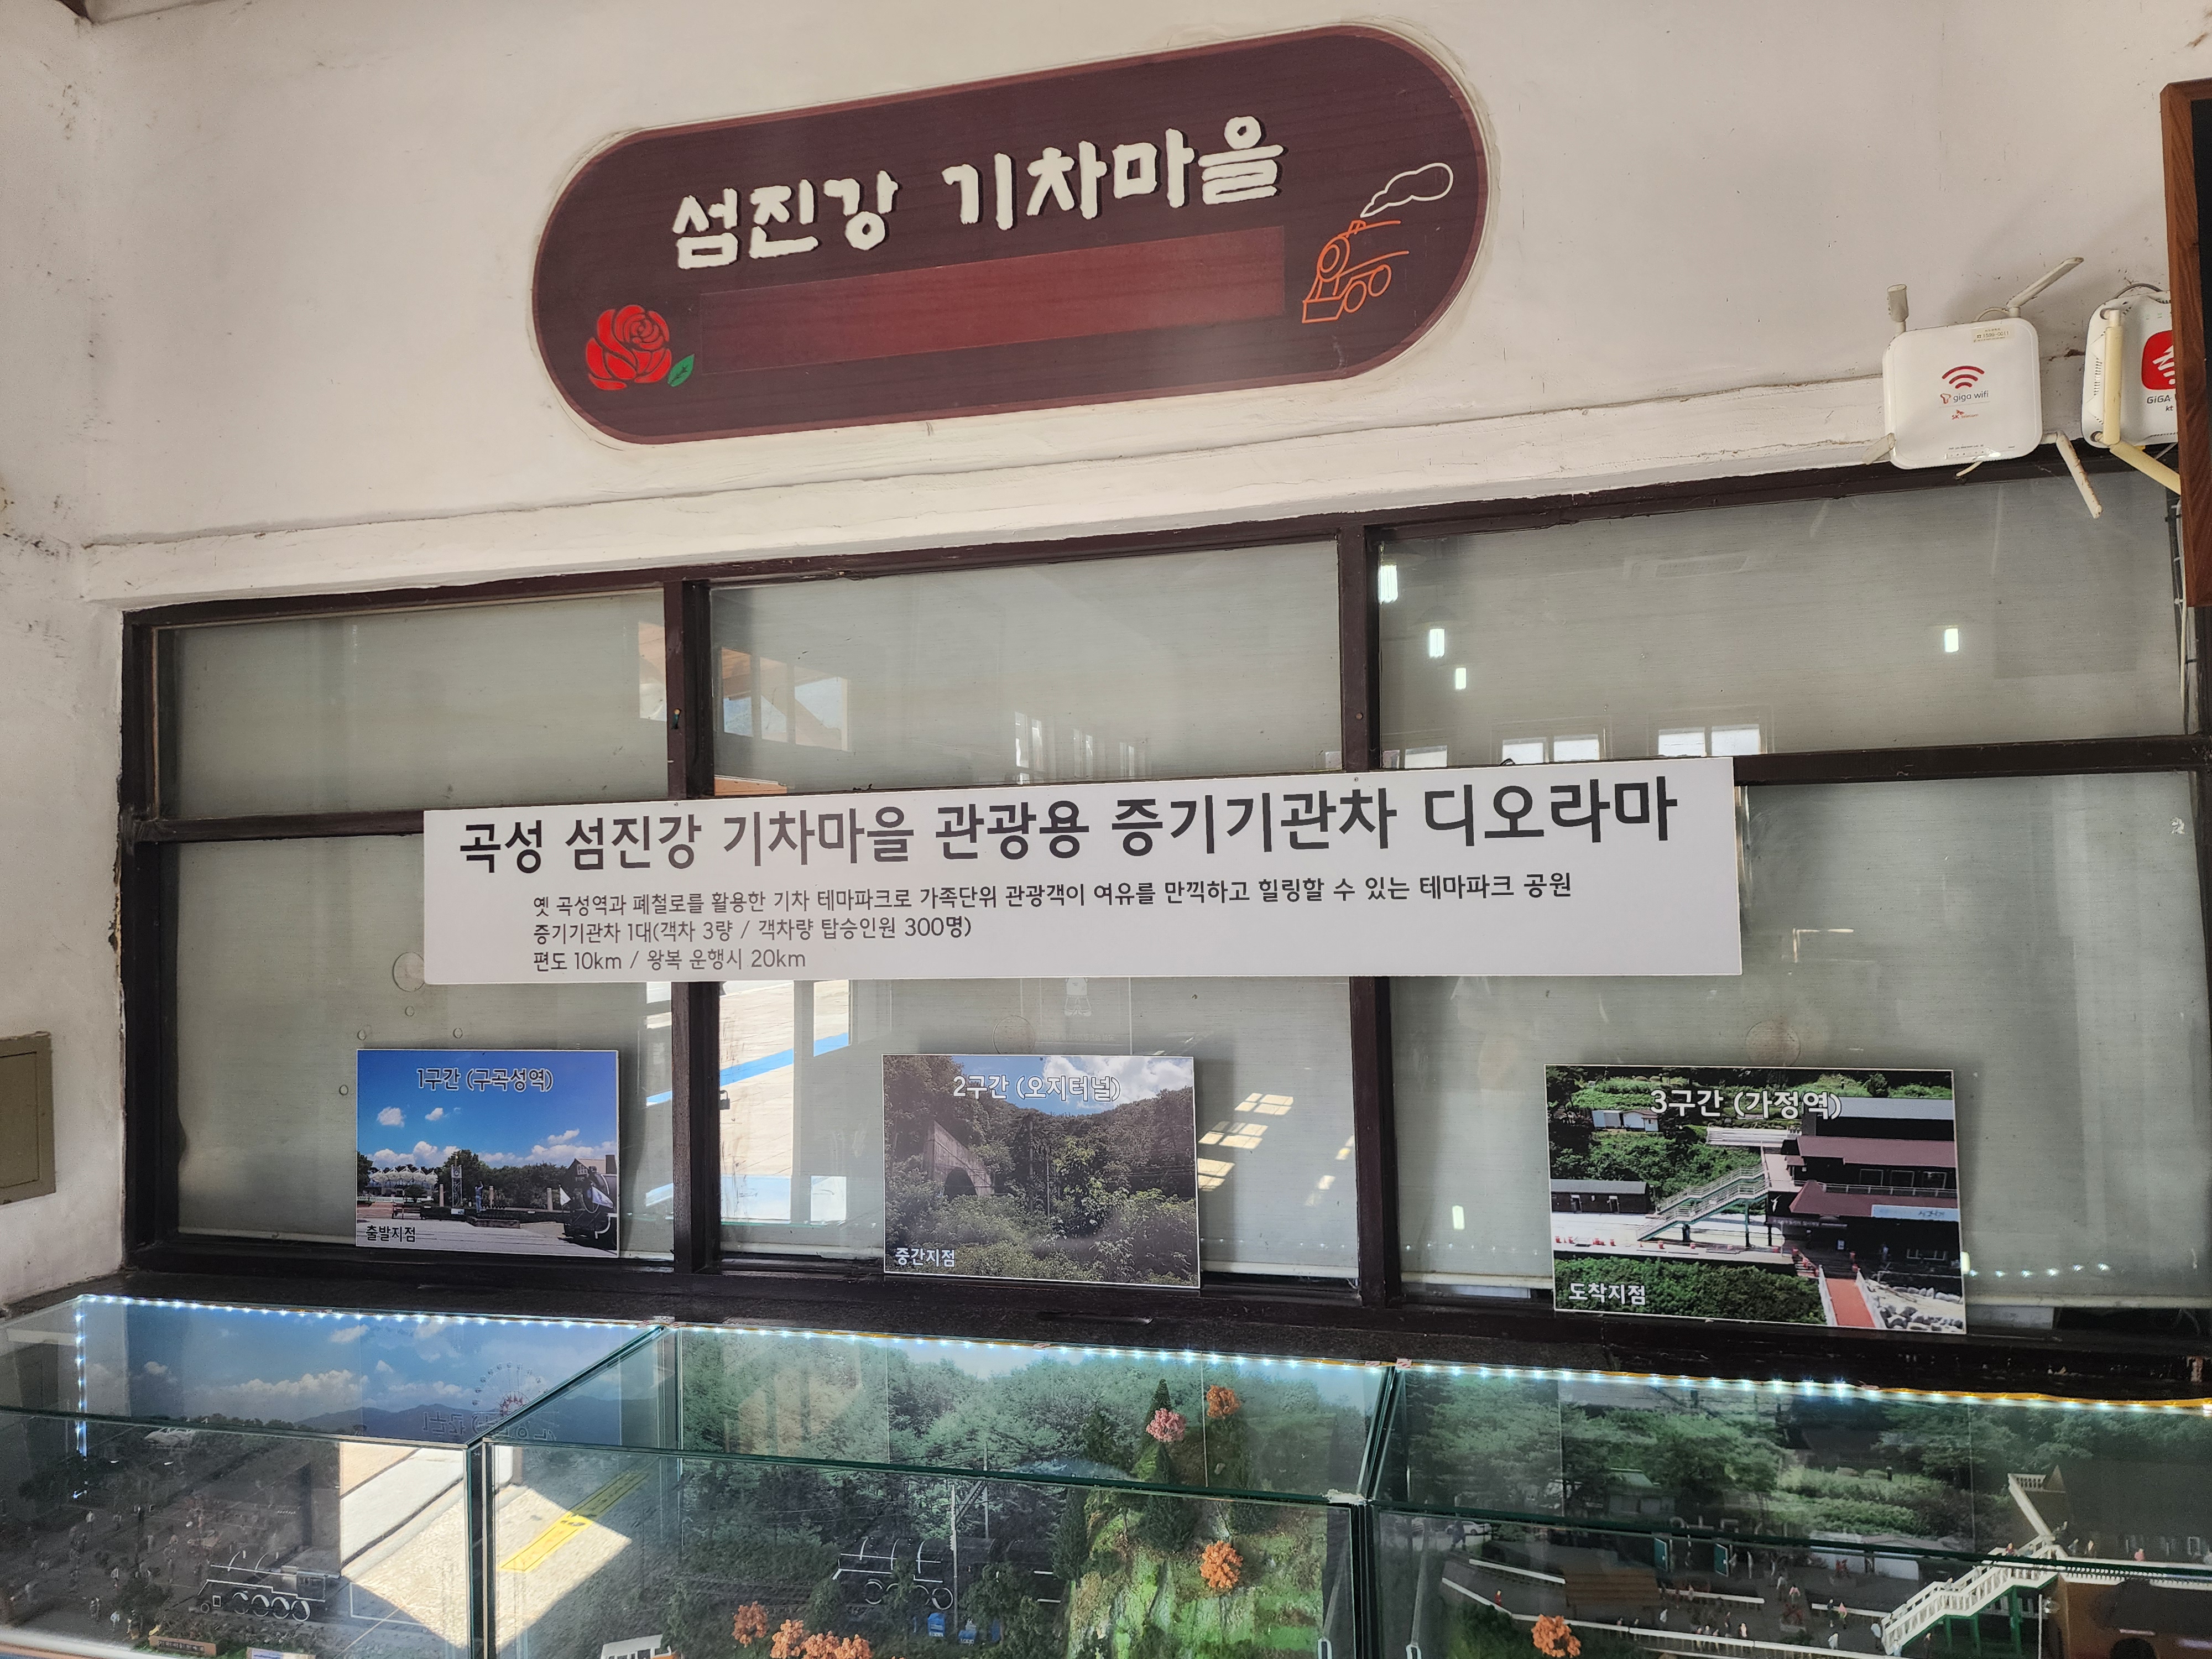 섬진강 기차마을
giga wifi
GiGA
kt
곡성 섬진강 기차마을 관광용 증기기관차 디오라마
옛 곡성역과 폐철로를 활용한 기차 테마파크로 가족단위 관광객이 여유를 만끽하고 힐링할 수 있는 테마파크 공원
증기기관차 1대(객차 3량 / 객차량 탑승인원 300명)
편도 10km / 왕복 운행시 20km
1구간 (구곡성역)
출발지점
2구간 (오지터널)
중간지점
3구간 (가정역)
도착지점